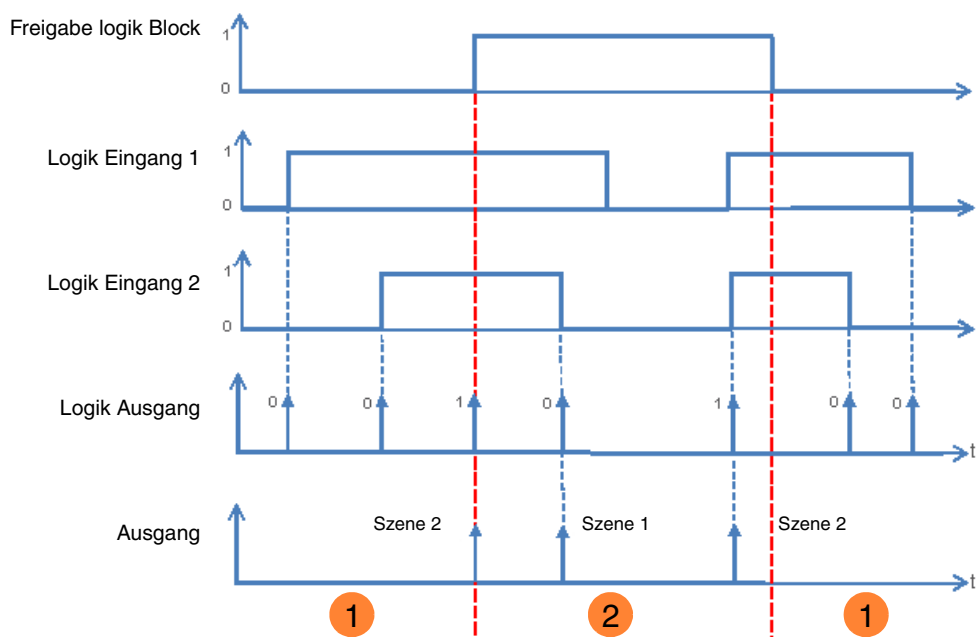 Freigabe logik Block
1
0
Logik Eingang 1
1
0
Logik Eingang 2
1
0
Logik Ausgang
0 0 1 0 1 0 0
t
Ausgang
Szene 2 Szene 1 Szene 2
t
1 2 1